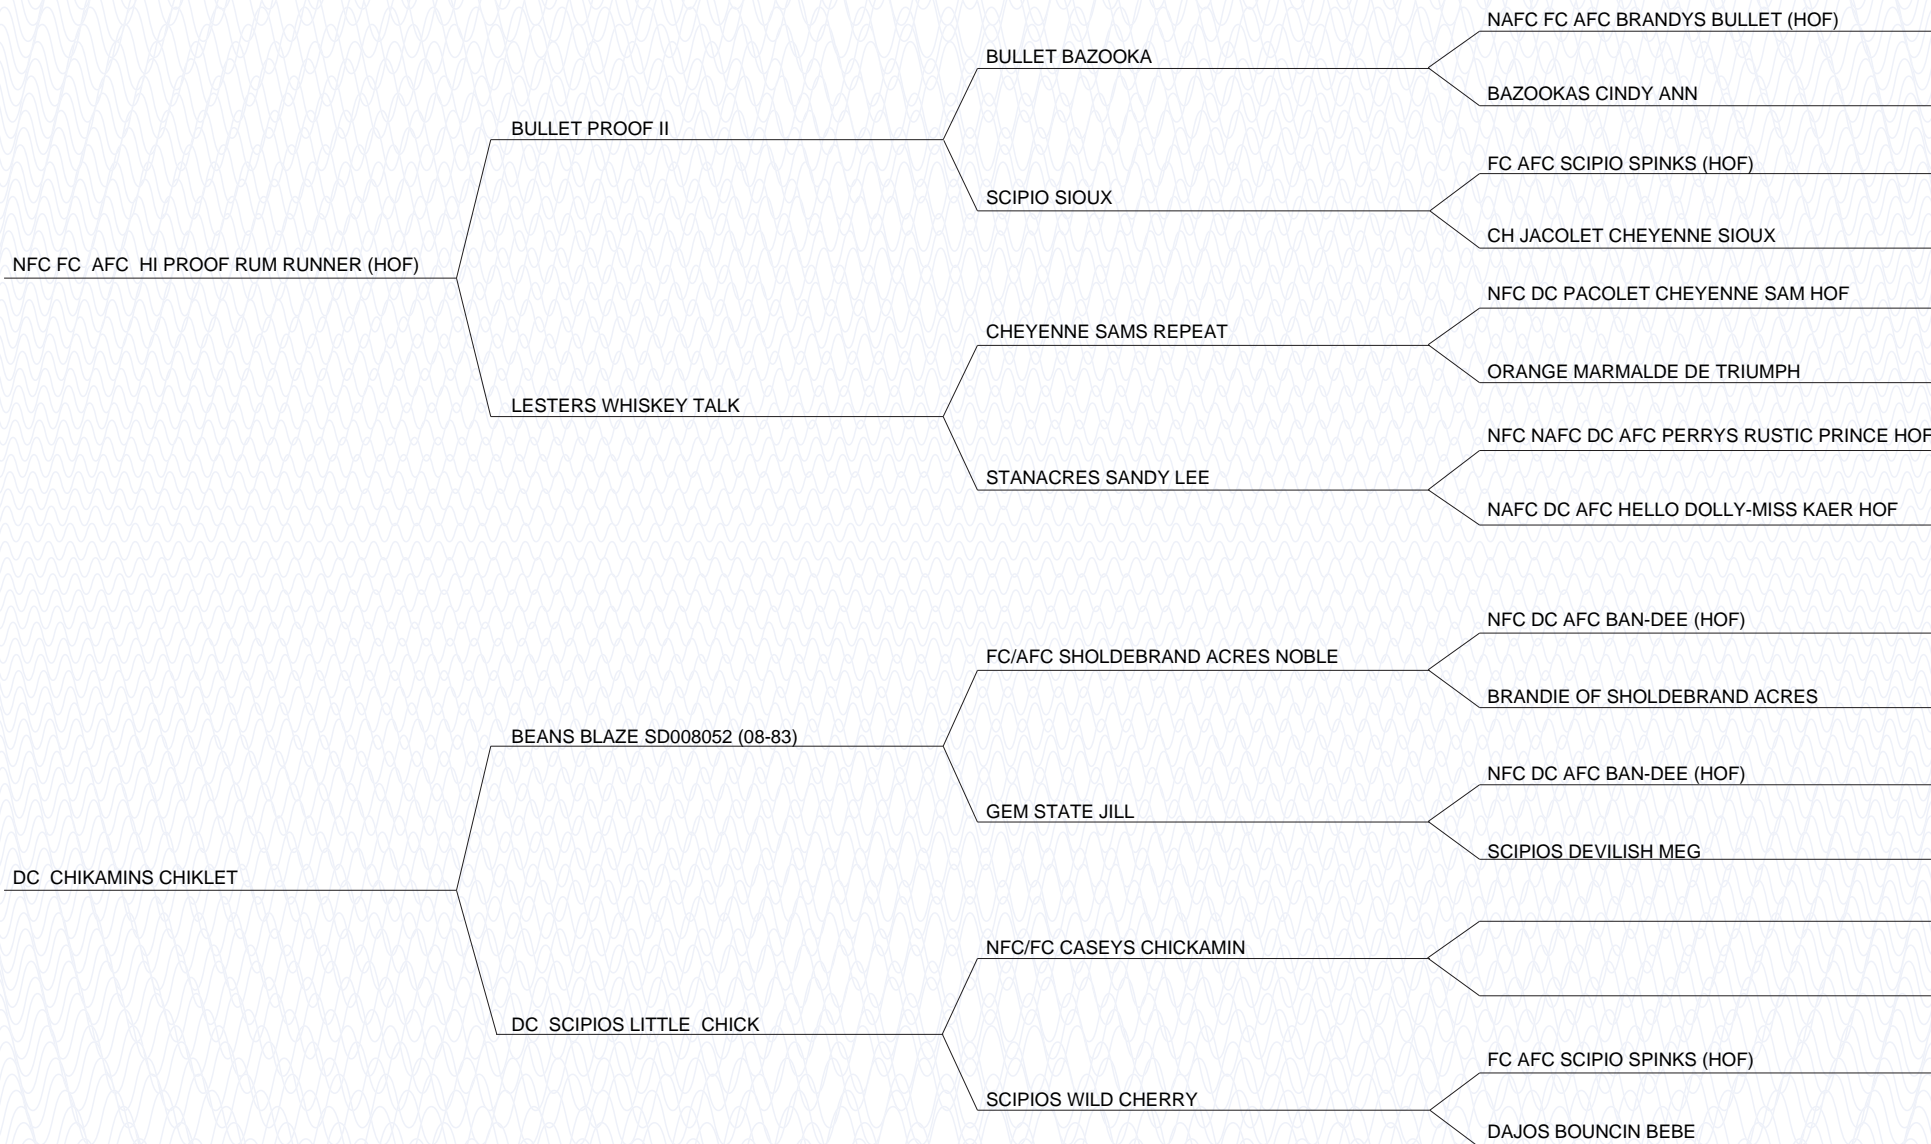 NAFC FC AFC BRANDYS BULLET (HOF)
BULLET BAZOOKA
BAZOOKAS CINDY ANN
BULLET PROOF II
FC AFC SCIPIO SPINKS (HOF)
SCIPIO SIOUX
CH JACOLET CHEYENNE SIOUX
NFC FC  AFC  HI PROOF RUM RUNNER (HOF)
NFC DC PACOLET CHEYENNE SAM HOF
CHEYENNE SAMS REPEAT
ORANGE MARMALDE DE TRIUMPH
LESTERS WHISKEY TALK
NFC NAFC DC AFC PERRYS RUSTIC PRINCE HOF
STANACRES SANDY LEE
NAFC DC AFC HELLO DOLLY-MISS KAER HOF
NFC DC AFC BAN-DEE (HOF)
FC/AFC SHOLDEBRAND ACRES NOBLE
BRANDIE OF SHOLDEBRAND ACRES
BEANS BLAZE SD008052 (08-83)
NFC DC AFC BAN-DEE (HOF)
GEM STATE JILL
SCIPIOS DEVILISH MEG
DC  CHIKAMINS CHIKLET
NFC/FC CASEYS CHICKAMIN
DC  SCIPIOS LITTLE  CHICK
FC AFC SCIPIO SPINKS (HOF)
SCIPIOS WILD CHERRY
DAJOS BOUNCIN BEBE